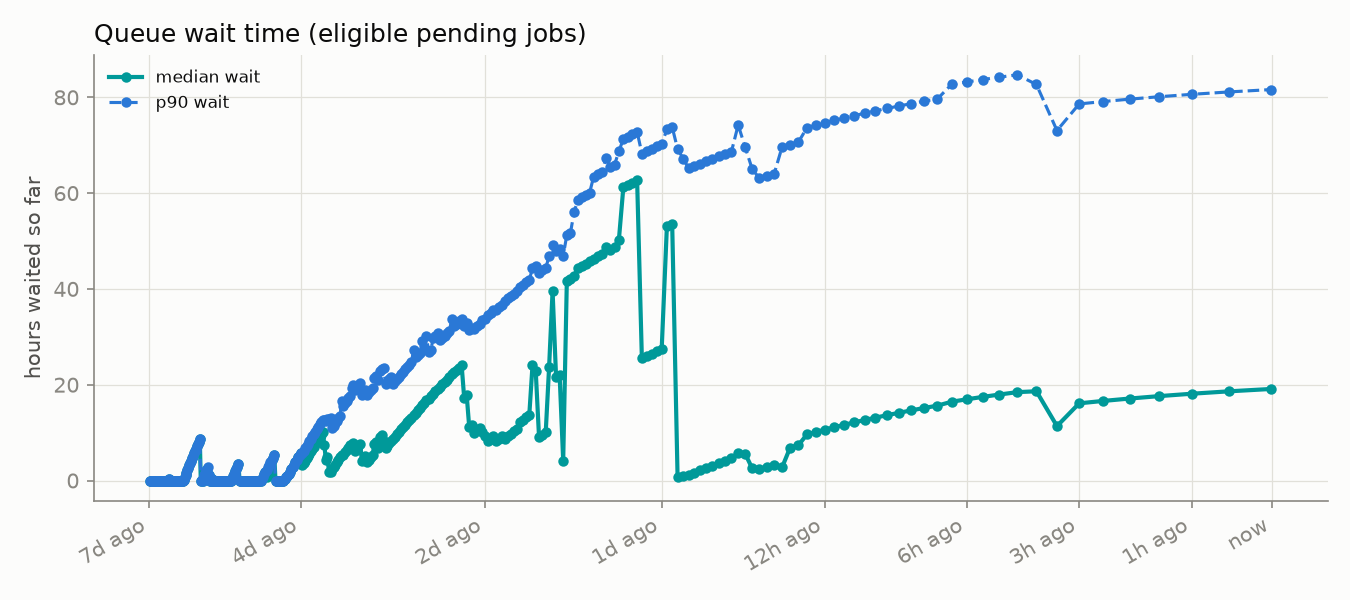 Queue wait time (eligible pending jobs)
median wait
p90 wait
hours waited so far
80
60
40
20
0
7d ago
4d ago
2d ago
1d ago
12h ago
6h ago
3h ago
1h ago
now